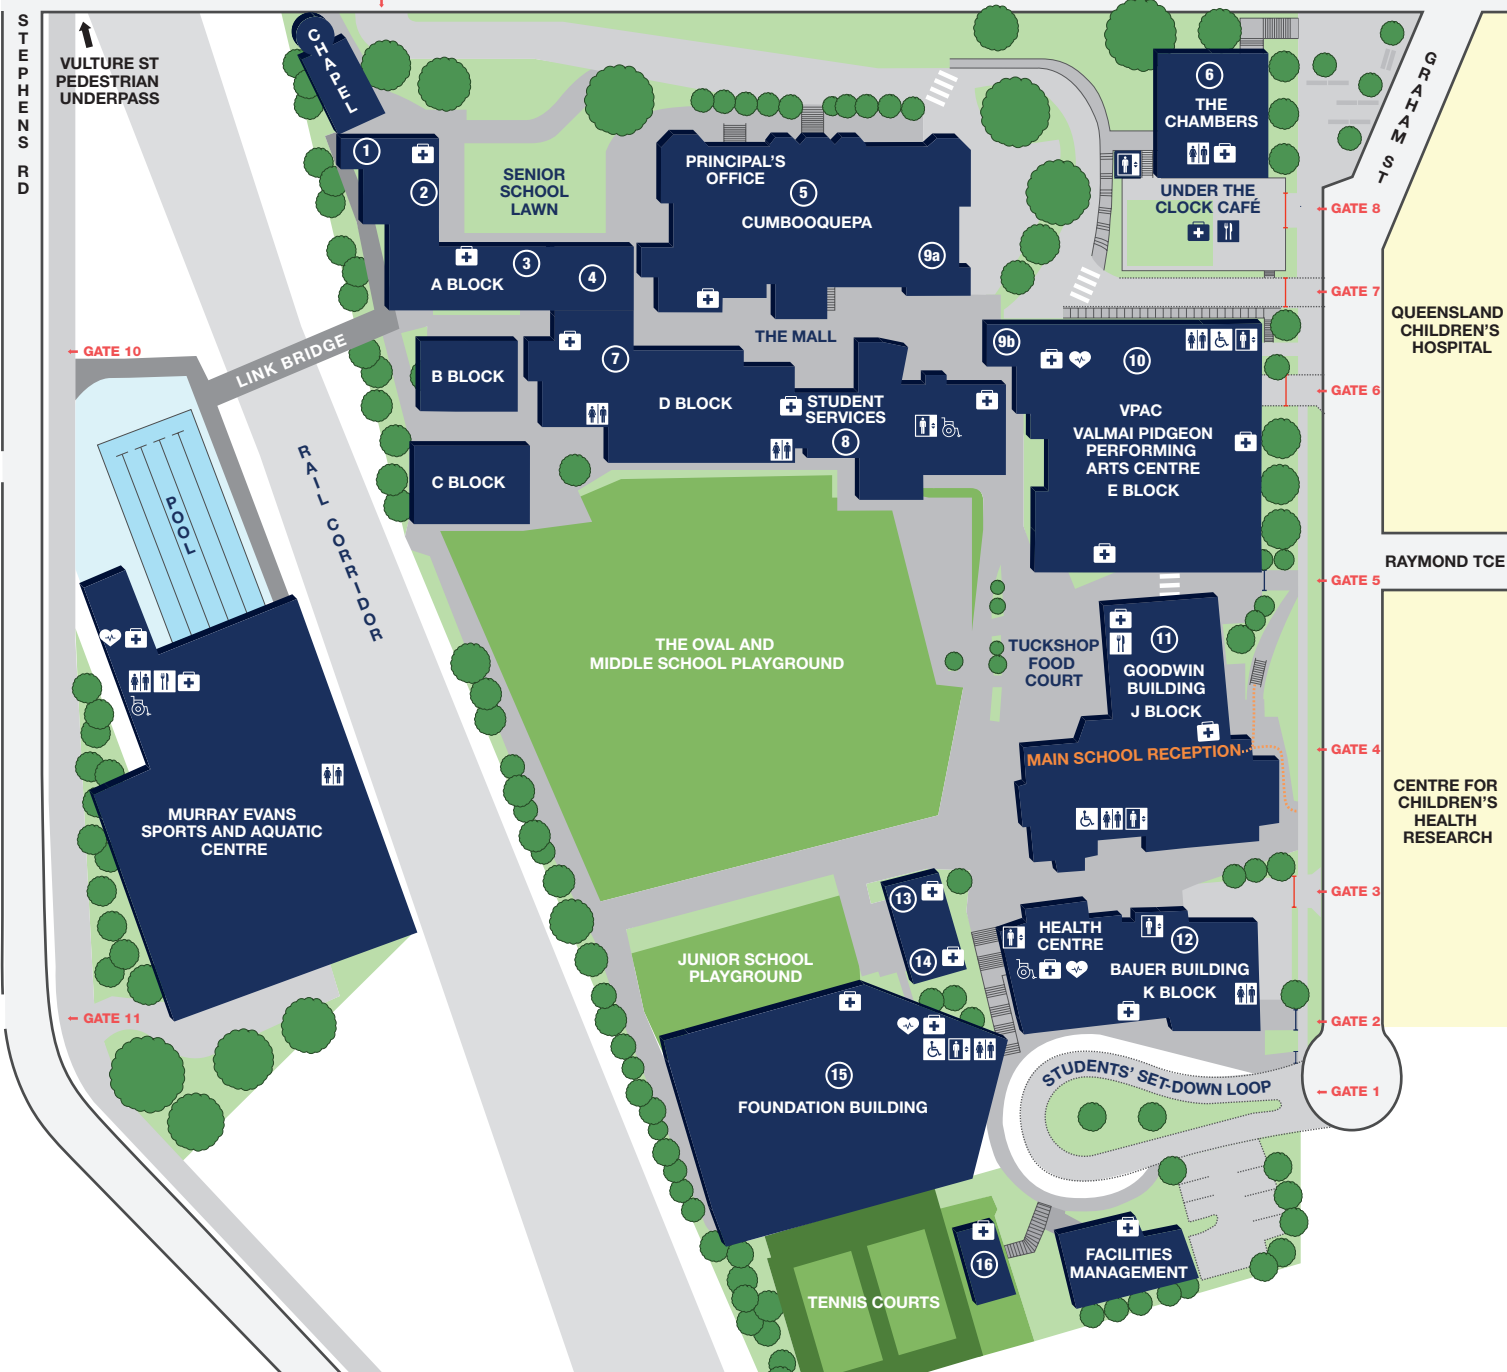 STEPHENS RD
VULTURE ST
PEDESTRIAN
UNDERPASS
CHAPEL
1
2
SENIOR
SCHOOL
LAWN
PRINCIPAL'S
OFFICE
5
CUMBOOQUEPA
9a
6
THE
CHAMBERS
UNDER THE
CLOCK CAFÉ
GRAHAM ST
GATE 8
GATE 7
GATE 6
QUEENSLAND
CHILDREN'S
HOSPITAL
3
4
A BLOCK
THE MALL
GATE 10
LINK BRIDGE
B BLOCK
7
D BLOCK
STUDENT
SERVICES
8
9b
10
VPAC
VALMAI PIDGEON
PERFORMING
ARTS CENTRE
E BLOCK
C BLOCK
POOL
RAIL CORRIDOR
RAYMOND TCE
GATE 5
THE OVAL AND
MIDDLE SCHOOL PLAYGROUND
TUCKSHOP
FOOD
COURT
11
GOODWIN
BUILDING
J BLOCK
MAIN SCHOOL RECEPTION
GATE 4
CENTRE FOR
CHILDREN'S
HEALTH
RESEARCH
MURRAY EVANS
SPORTS AND AQUATIC
CENTRE
GATE 3
13
14
HEALTH
CENTRE
12
BAUER BUILDING
K BLOCK
JUNIOR SCHOOL
PLAYGROUND
GATE 11
GATE 2
15
FOUNDATION BUILDING
STUDENTS' SET-DOWN LOOP
GATE 1
16
FACILITIES
MANAGEMENT
TENNIS COURTS